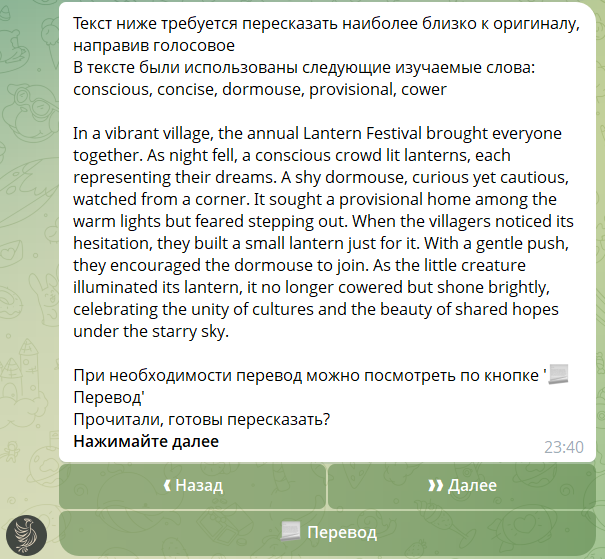 Текст ниже требуется пересказать наиболее близко к оригиналу,
направив голосовое
В тексте были использованы следующие изучаемые слова:
conscious, concise, dormouse, provisional, cower
In a vibrant village, the annual Lantern Festival brought everyone
together. As night fell, a conscious crowd lit lanterns, each
representing their dreams. A shy dormouse, curious yet cautious,
watched from a corner. It sought a provisional home among the
warm lights but feared stepping out. When the villagers noticed its
hesitation, they built a small lantern just for it. With a gentle push,
they encouraged the dormouse to join. As the little creature
illuminated its lantern, it no longer cowered but shone brightly,
celebrating the unity of cultures and the beauty of shared hopes
under the starry sky.
При необходимости перевод можно посмотреть по кнопке '
Перевод'
Прочитали, готовы пересказать?
Нажимайте далее
23:40
Назад
Далее
Перевод